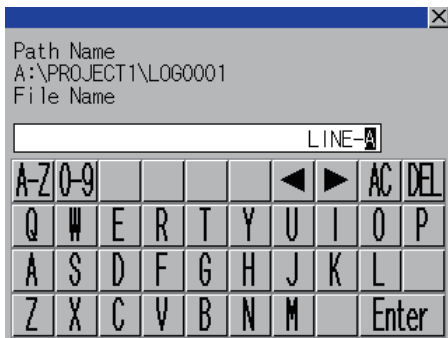 Path Name
A:\PROJECT1\LOG0001
File Name
LINE-A
A-Z 0-9 ◀ ▶ AC DEL
Q W E R T Y U I O P
A S D F G H J K L
Z X C V B N M Enter